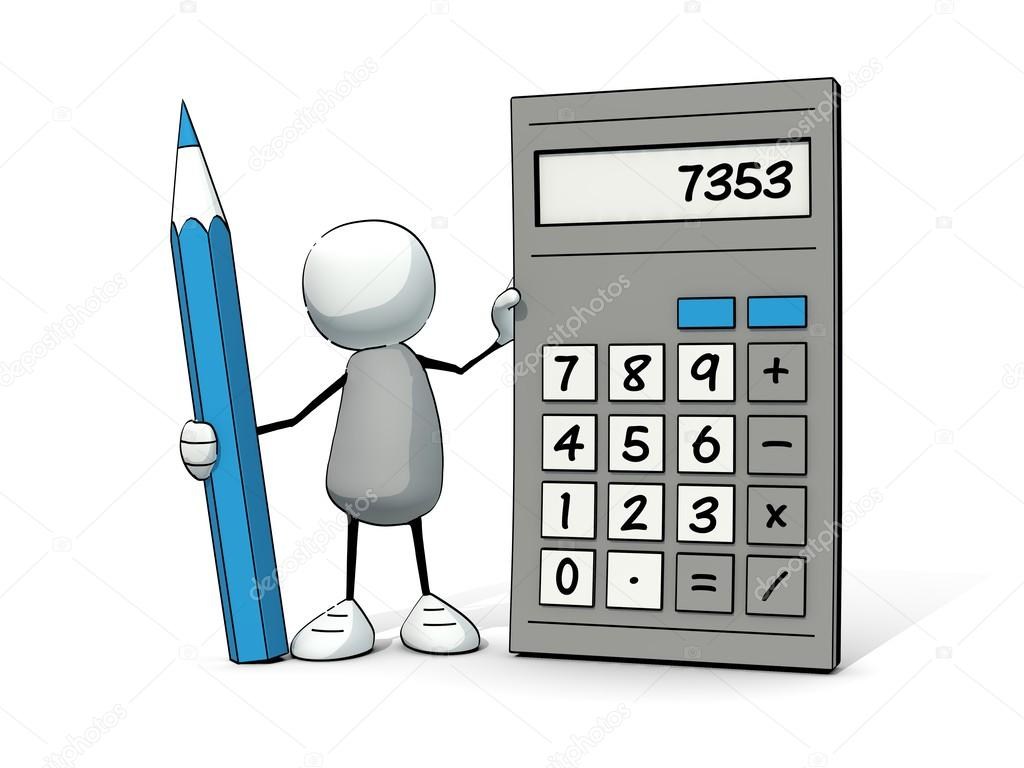 7353
7 8 9 +
4 5 6 -
1 2 3 x
0 . = /
depositphotos